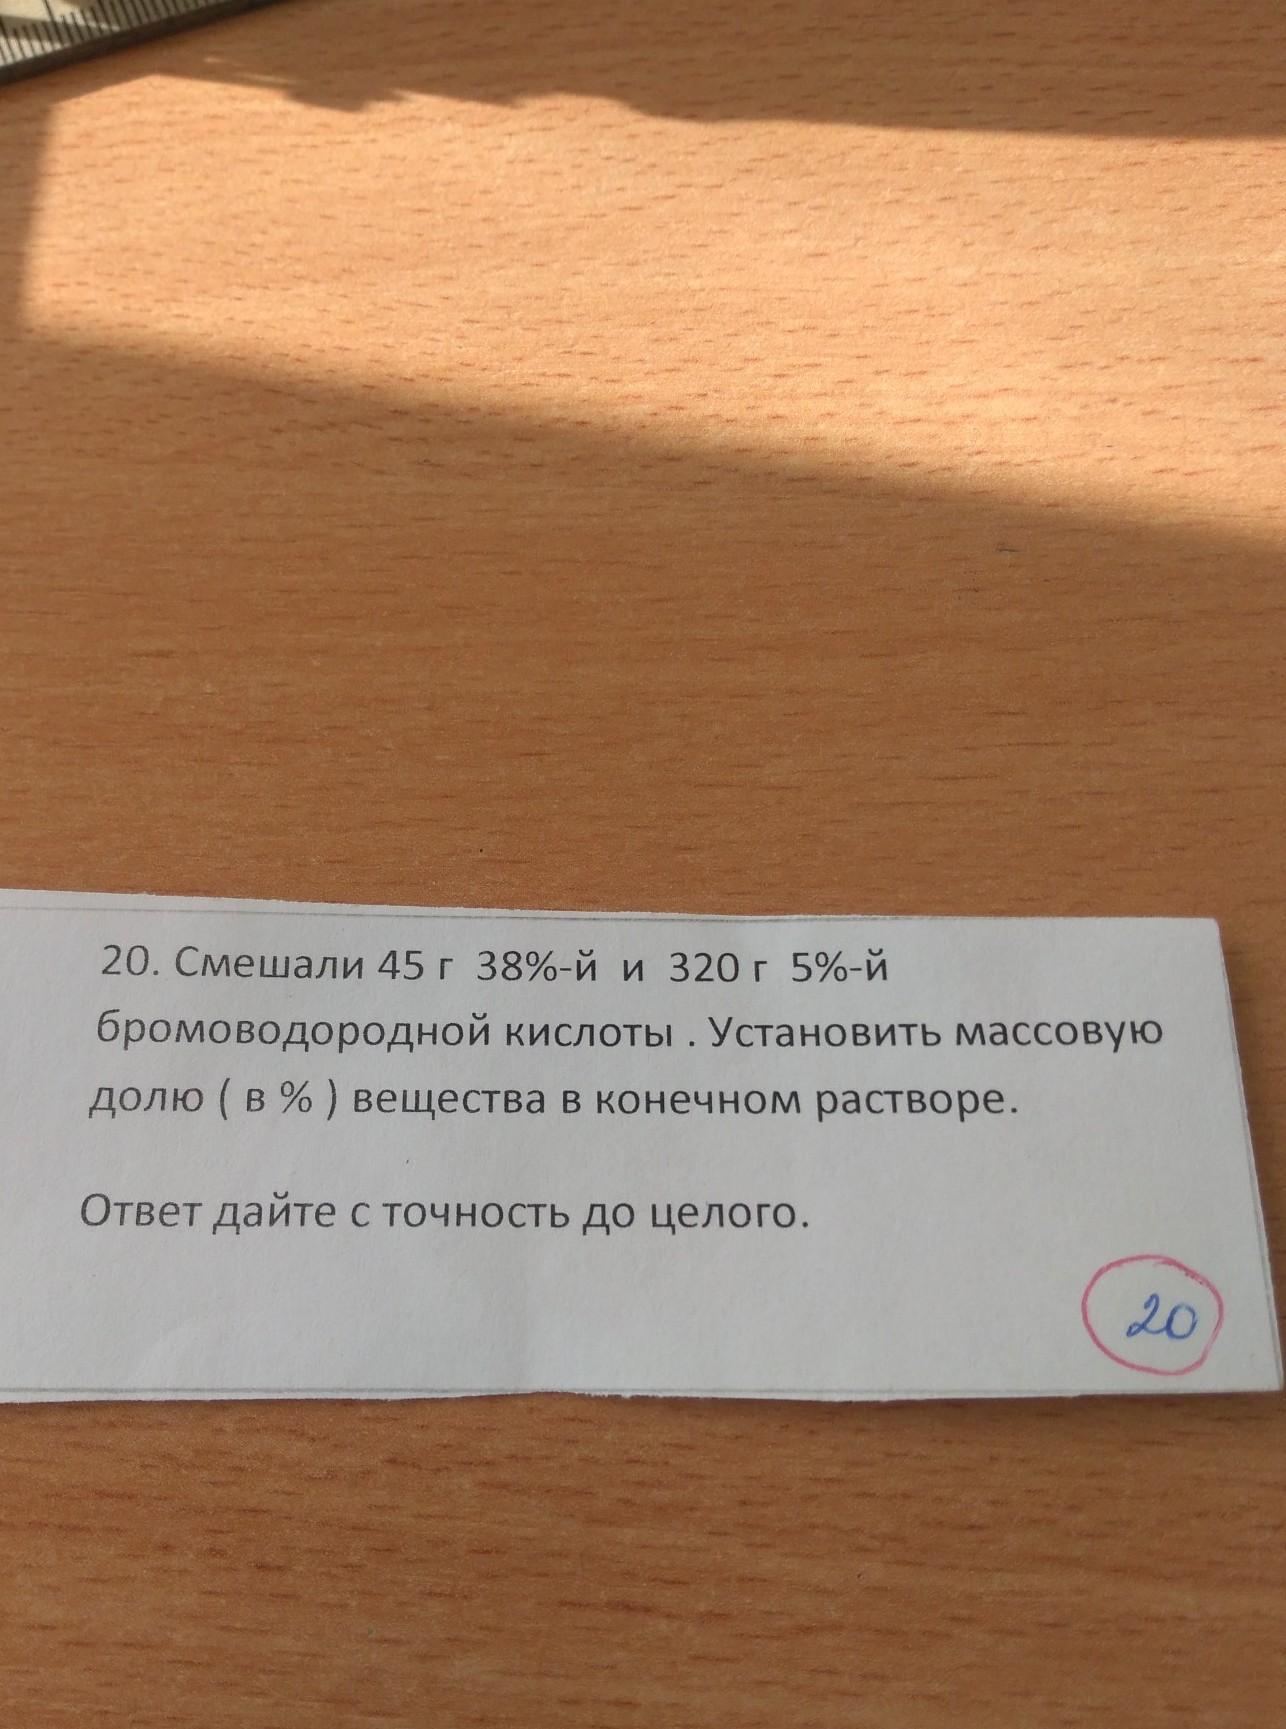 20. Смешали 45 г 38%-й и 320 г 5%-й
бромоводородной кислоты . Установить массовую
долю ( в % ) вещества в конечном растворе.
Ответ дайте с точность до целого.
20